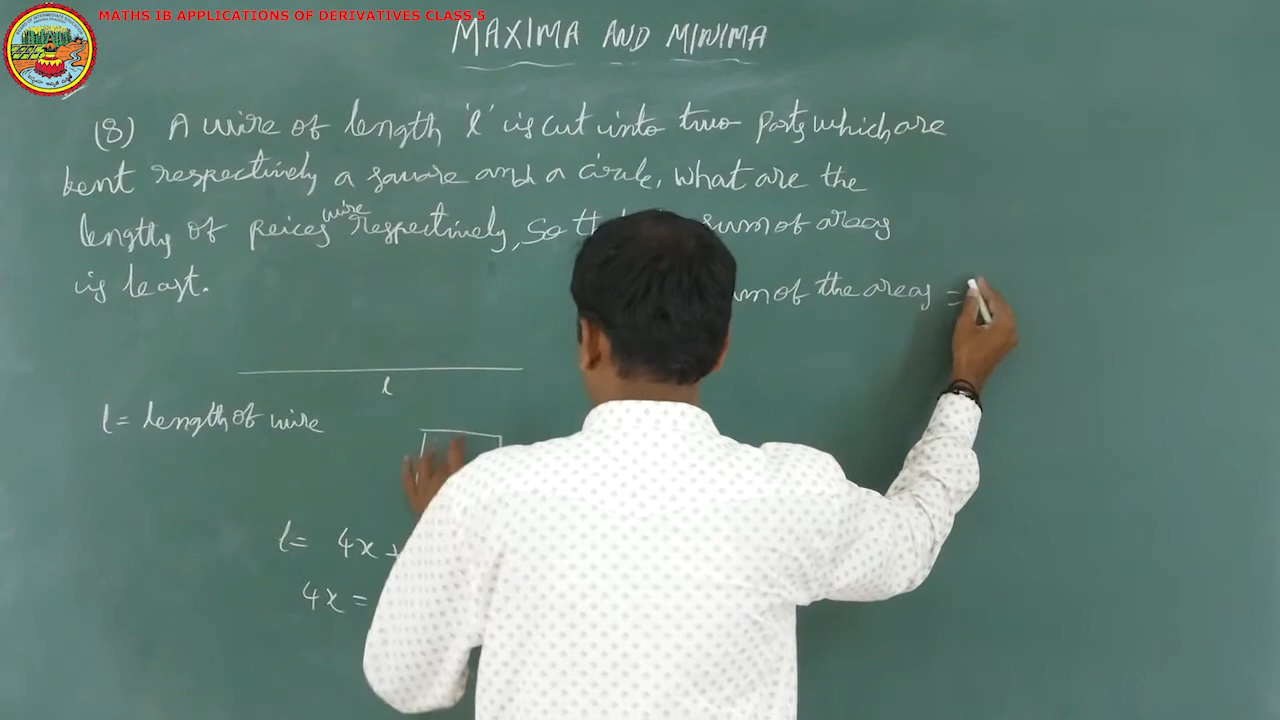 MATHS IB APPLICATIONS OF DERIVATIVES CLASS 5
MAXIMA AND MINIMA
(8) A wire of length 'l' is cut into two parts which are
bent respectively a square and a circle, what are the
lengths of peices wire respectively, so sum of areas
is least.
of the areas =
l
l = length of wire
l = 4x +
4x =